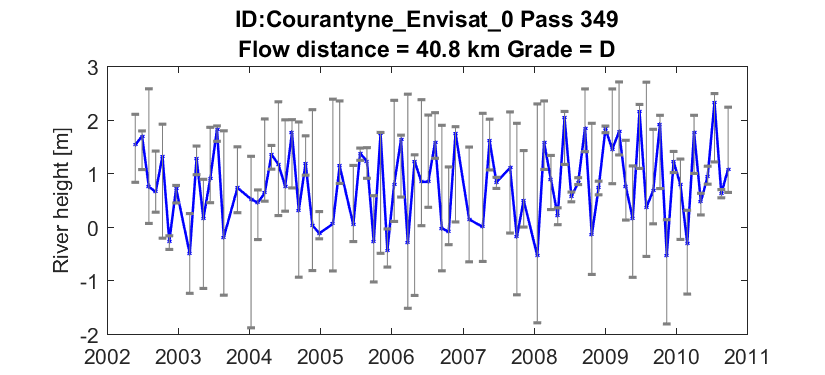 ID:Courantyne_Envisat_0 Pass 349
Flow distance = 40.8 km Grade = D
River height [m]
3
2
1
0
-1
-2
2002 2003 2004 2005 2006 2007 2008 2009 2010 2011